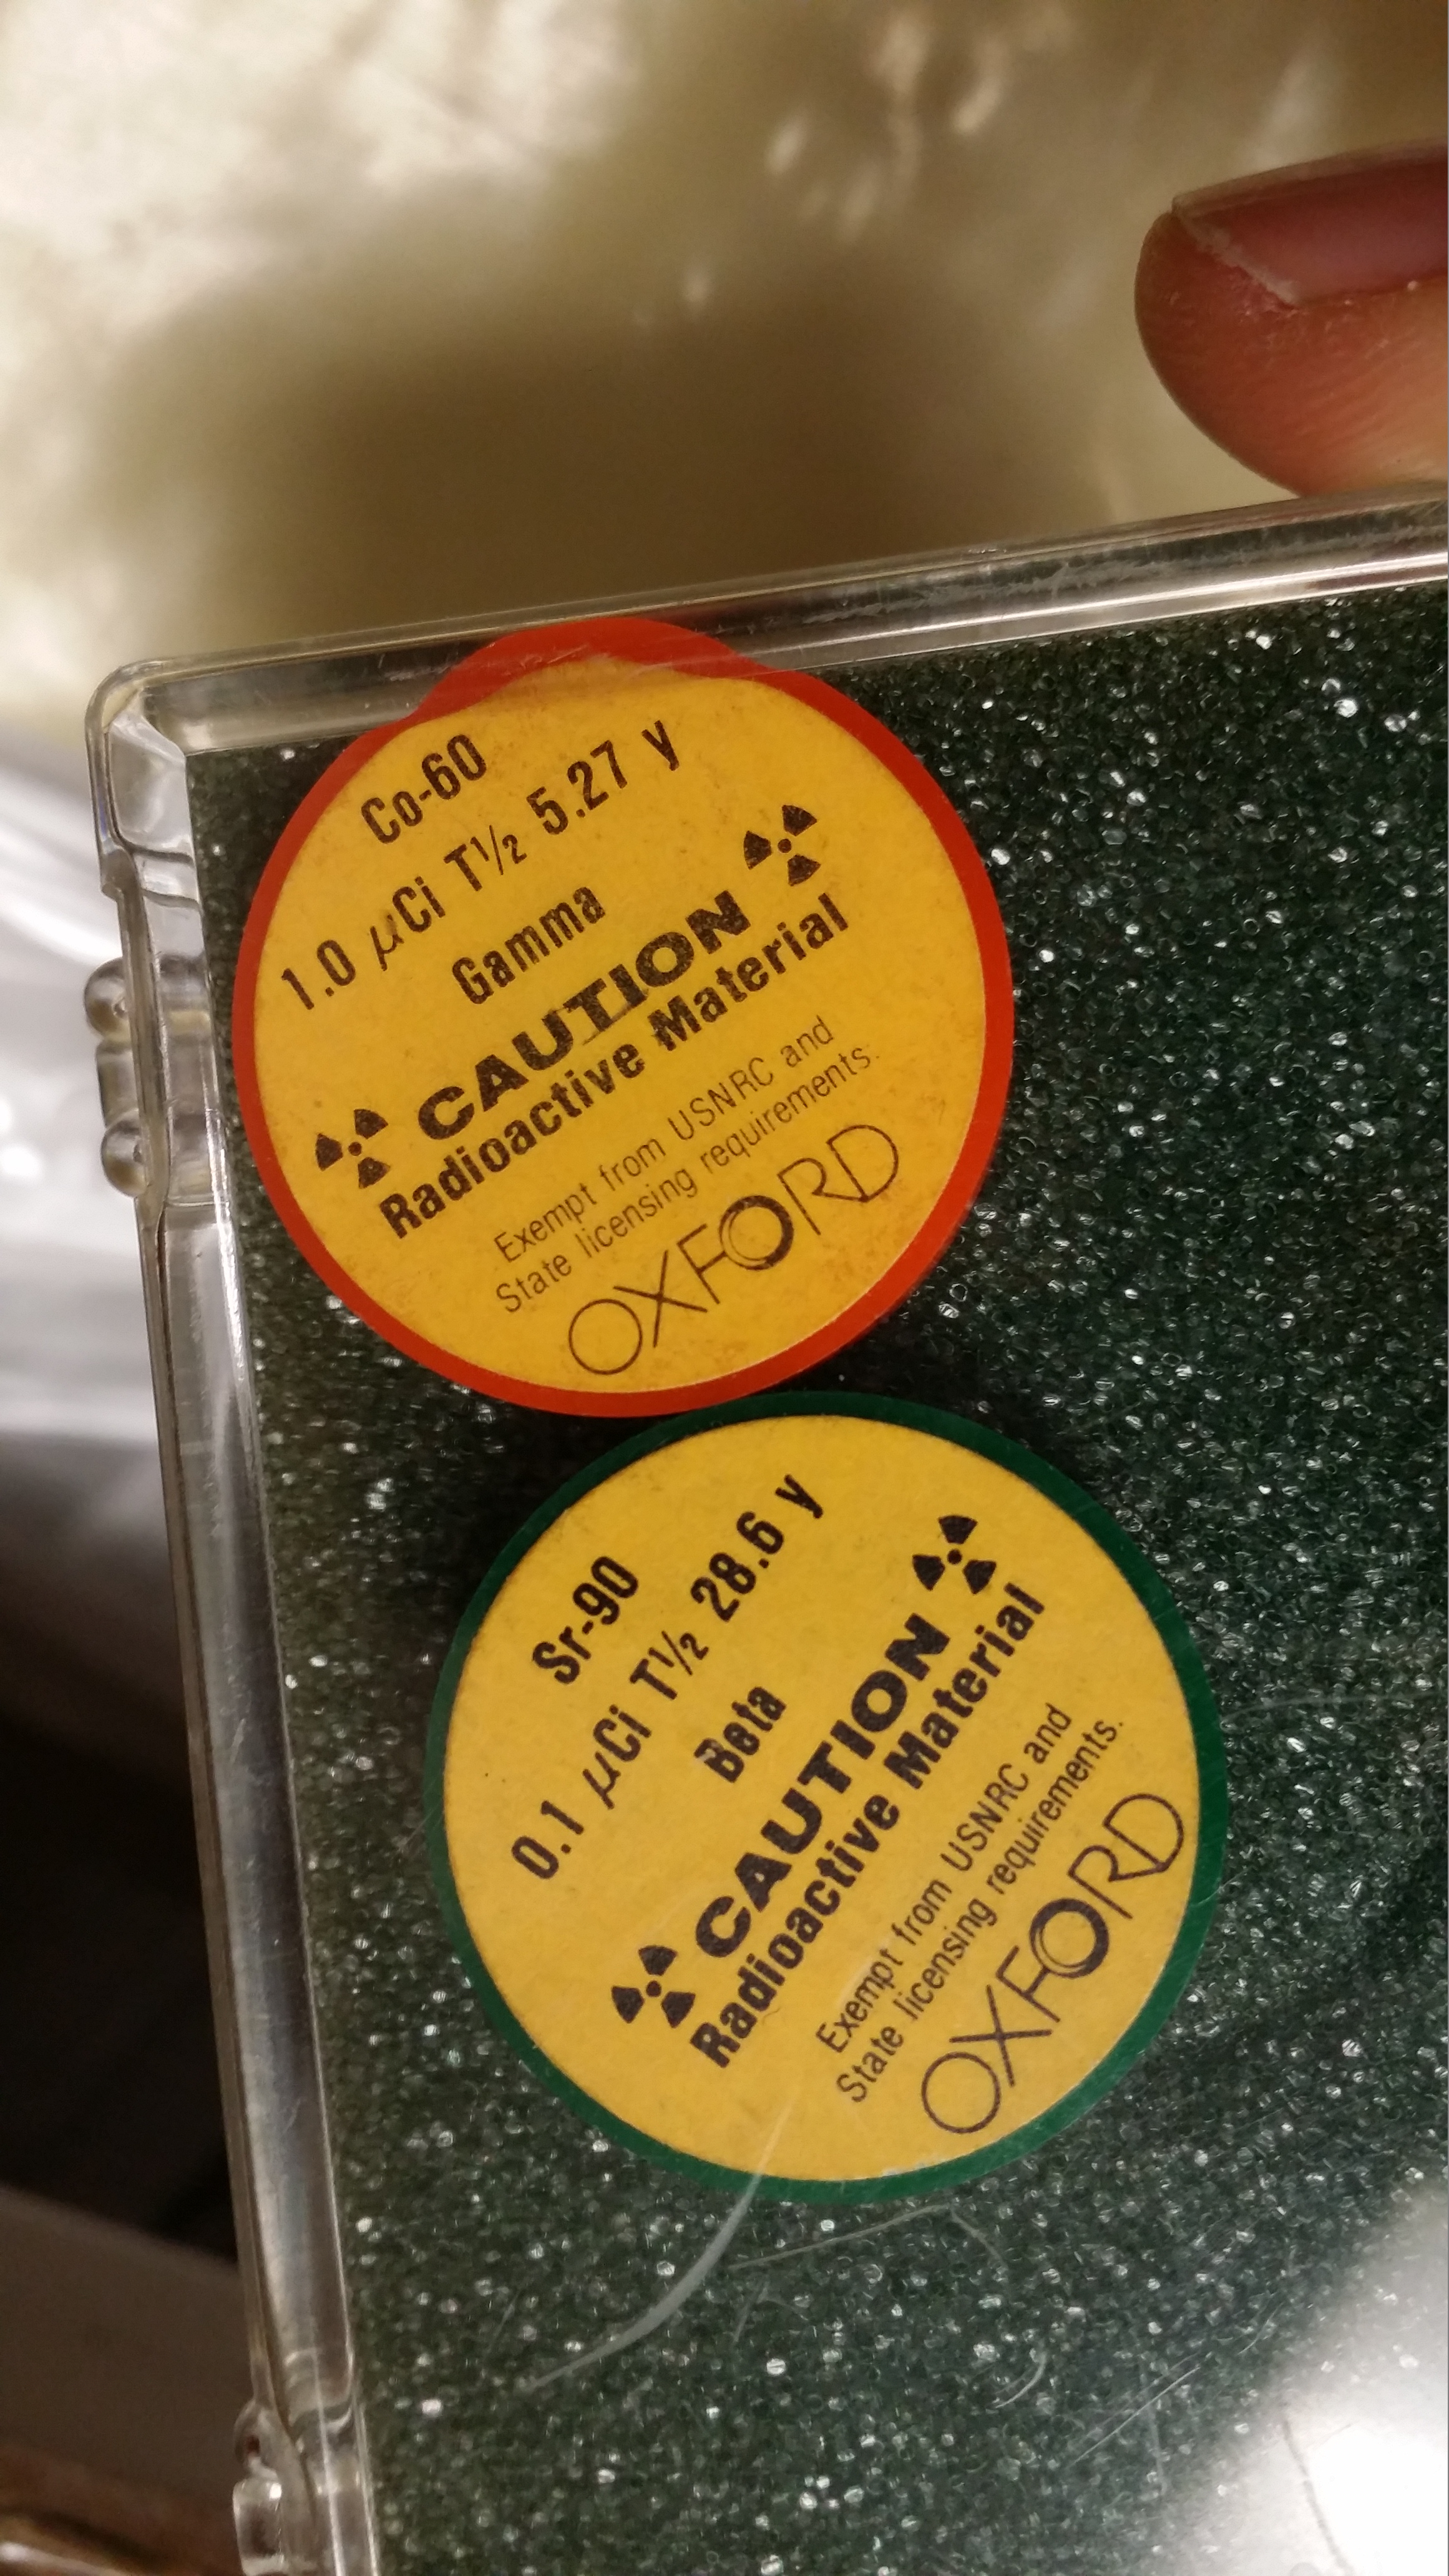 Co-60
1.0 μCi T½ 5.27 y
Gamma
CAUTION
Radioactive Material
Exempt from USNRC and
State licensing requirements.
OXFORD
Sr-90
0.1 μCi T½ 28.6 y
Beta
CAUTION
Radioactive Material
Exempt from USNRC and
State licensing requirements.
OXFORD